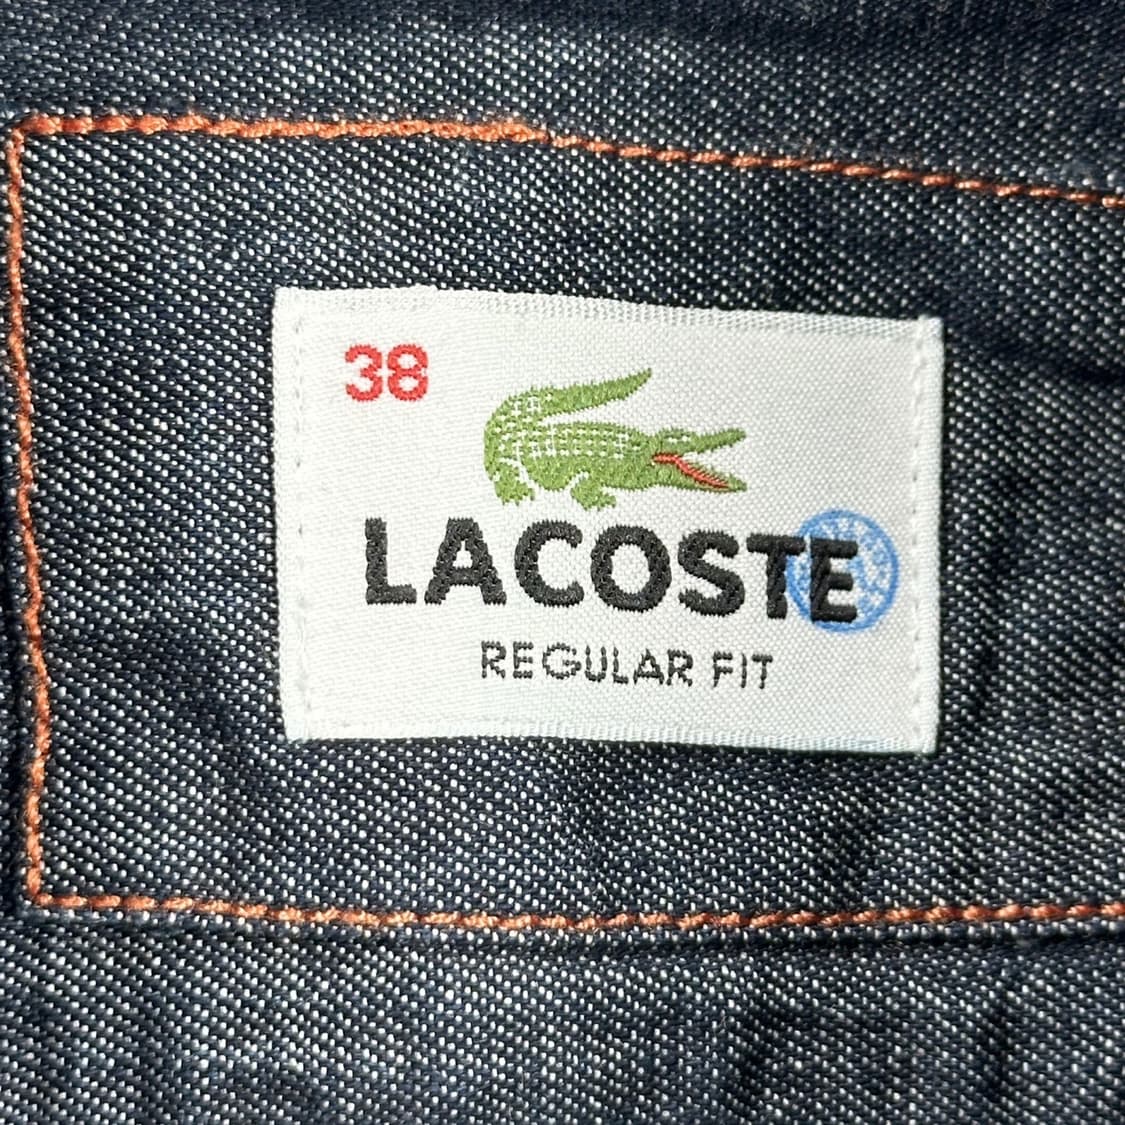 38
LACOSTE
REGULAR FIT